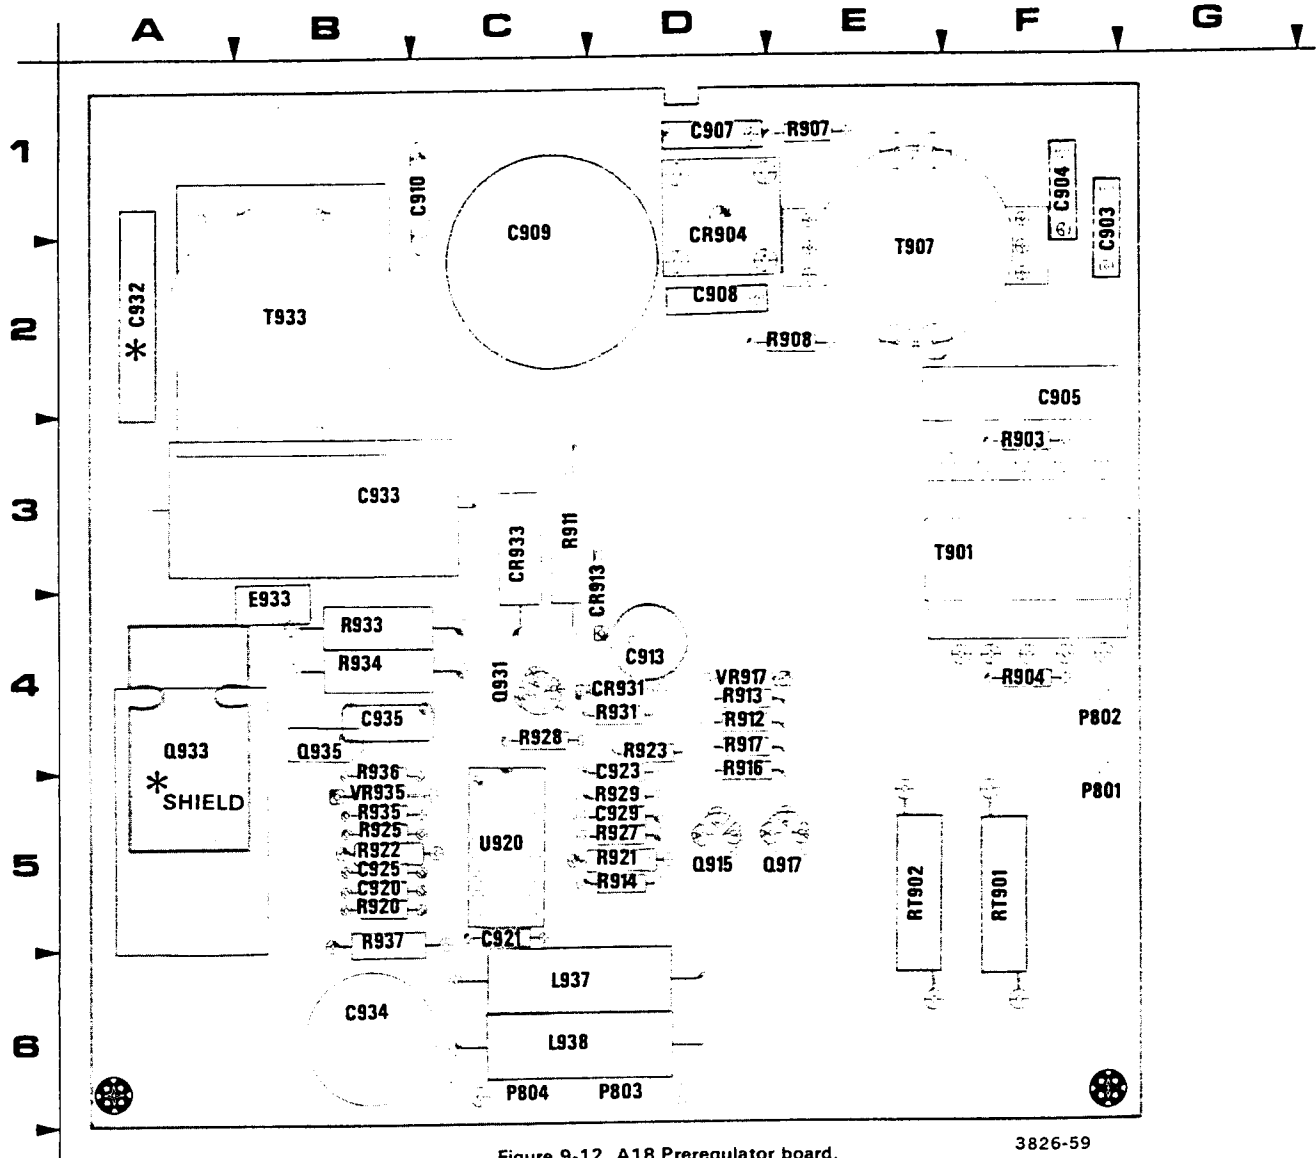 A B C D E F G
1
C907 R907
C910 C904
C909 CR904 T907 C903
2
C932 T933 C908
* R908
C905
R903
3
C933 CR933 R911 T901
CR913
E933
R933
4
R934 Q931 C913
CR931 VR917 R904
R931 R913
C935 R912 P802
Q933 Q935 R928 R923 R917
R936 C923 R916
* SHIELD VR935 R929 P801
R935 C929
R925 U920 R927
5
R922 R921 Q915 Q917
C925 R914 RT902 RT901
C920
R920
R937 C921
L937
C934
6
L938
P804 P803
Figure 9-12. A18 Preregulator board.
3826-59